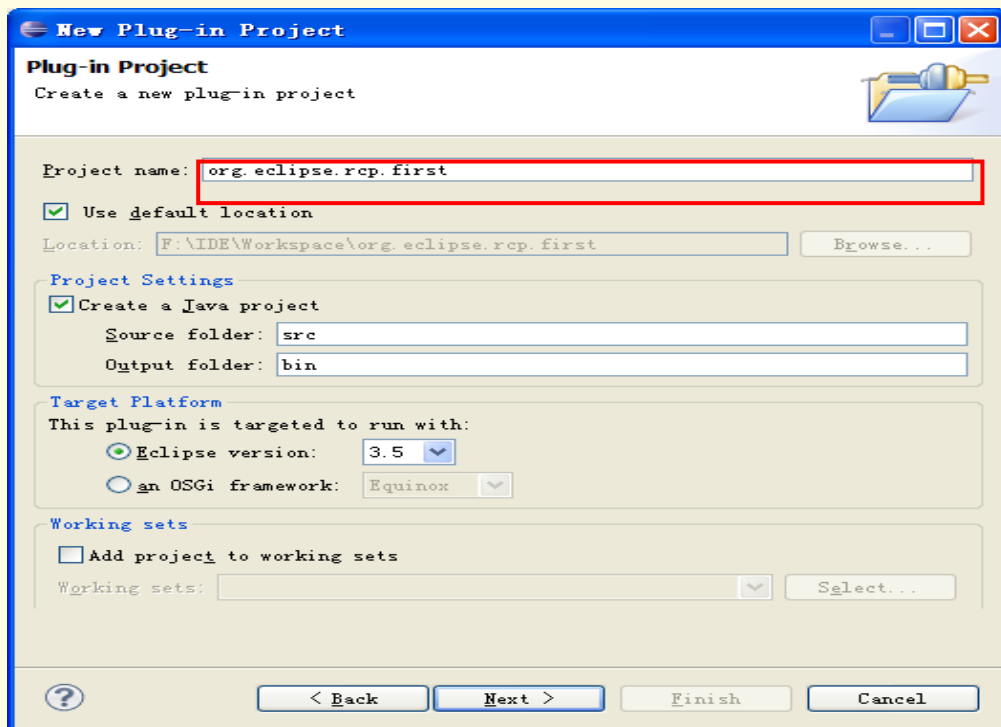 New Plug-in Project
Plug-in Project
Create a new plug-in project
Project name: org.eclipse.rcp.first
Use default location
Location: F:\IDE\Workspace\org.eclipse.rcp.first Browse...
Project Settings
Create a Java project
Source folder: src
Output folder: bin
Target Platform
This plug-in is targeted to run with:
Eclipse version: 3.5
an OSGi framework: Equinox
Working sets
Add project to working sets
Working sets: Select...
? < Back Next > Finish Cancel